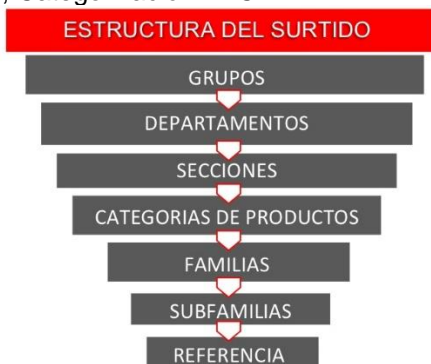 ESTRUCTURA DEL SURTIDO
GRUPOS
DEPARTAMENTOS
SECCIONES
CATEGORIAS DE PRODUCTOS
FAMILIAS
SUBFAMILIAS
REFERENCIA